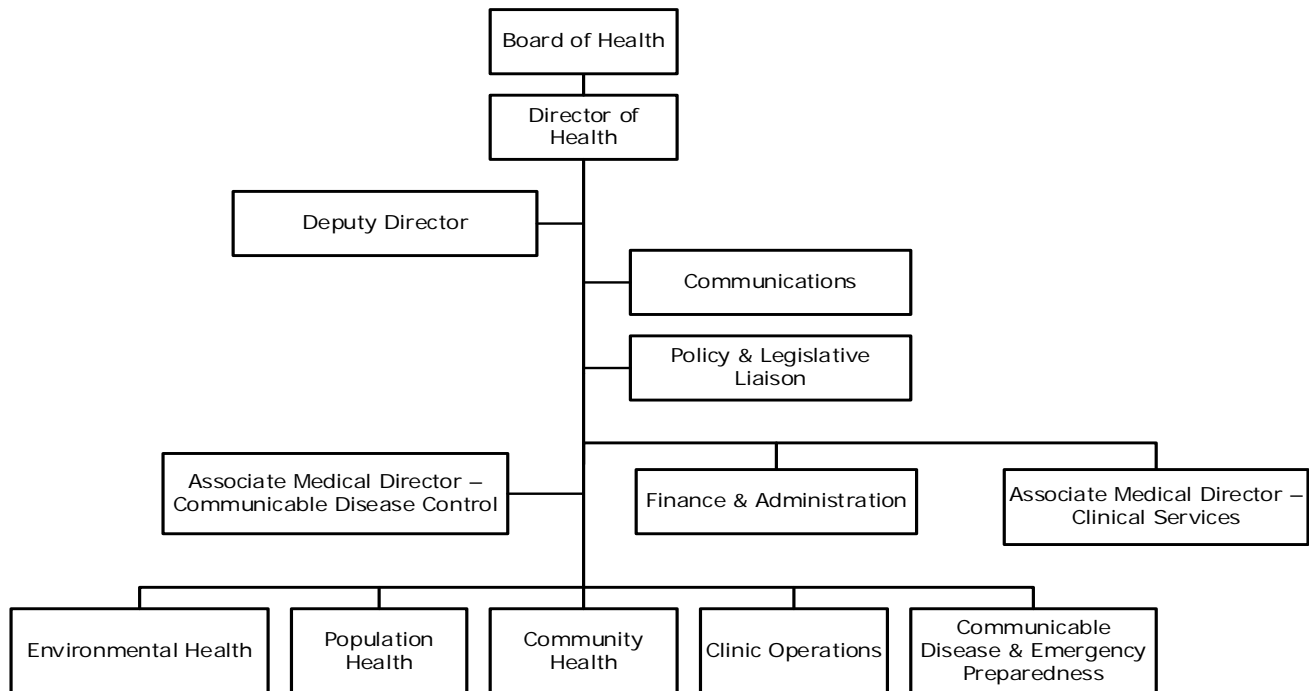 Board of Health
Director of
Health
Deputy Director
Communications
Policy & Legislative
Liaison
Associate Medical Director –
Communicable Disease Control
Finance & Administration
Associate Medical Director –
Clinical Services
Environmental Health
Population
Health
Community
Health
Clinic Operations
Communicable
Disease & Emergency
Preparedness